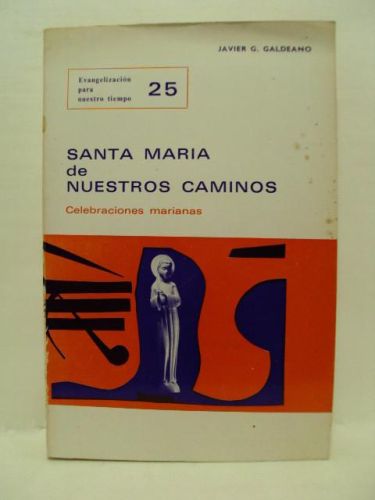 JAVIER G. GALDEANO
Evangelización
para
nuestro tiempo
25
SANTA MARIA
de
NUESTROS CAMINOS
Celebraciones marianas